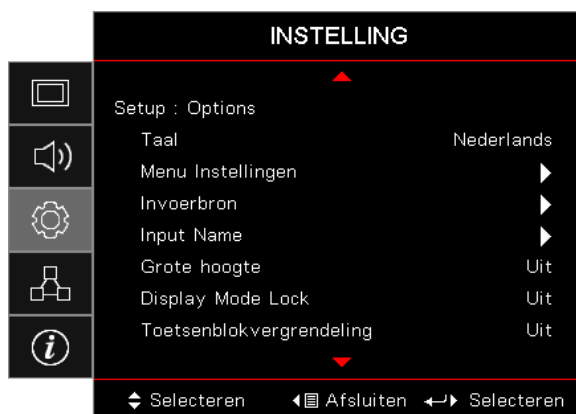 INSTELLING
Setup : Options
Taal Nederlands
Menu Instellingen
Invoerbron
Input Name
Grote hoogte Uit
Display Mode Lock Uit
Toetsenblokvergrendeling Uit
Selecteren Afsluiten Selecteren